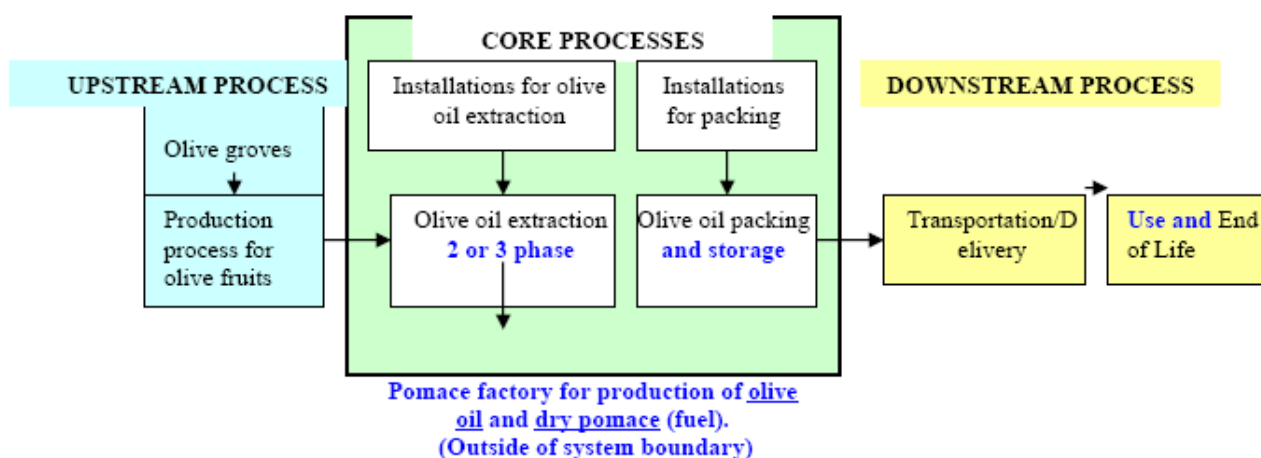 CORE PROCESSES
UPSTREAM PROCESS
Olive groves
Production
process for
olive fruits
Installations for olive
oil extraction
Installations
for packing
Olive oil extraction
2 or 3 phase
Olive oil packing
and storage
DOWNSTREAM PROCESS
Transportation/D
elivery
Use and End
of Life
Pomace factory for production of olive
oil and dry pomace (fuel).
(Outside of system boundary)